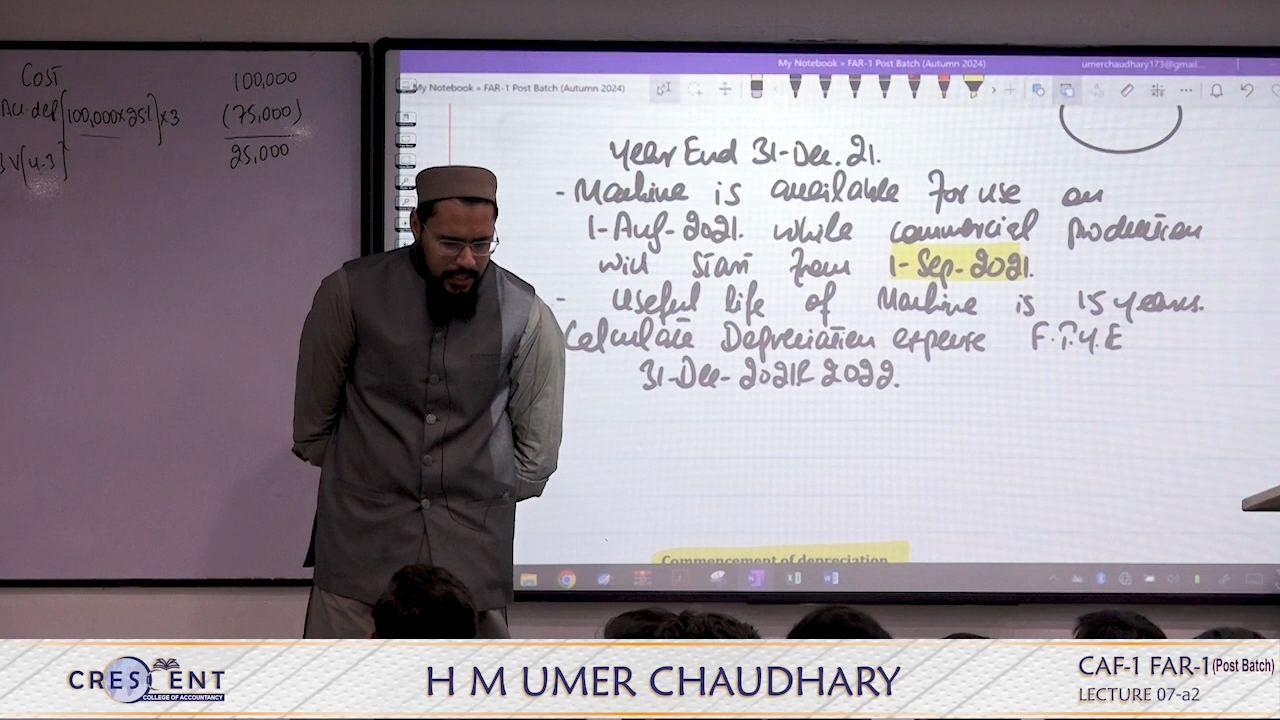 Cost 100,000
Acc dep [100,000x25%]x3 (75,000)
[4-3] 25,000
My Notebook » FAR-1 Post Batch (Autumn 2024)
umerchaudhary173@gmail...
My Notebook » FAR-1 Post Batch (Autumn 2024)
Year End 31-Dec. 21.
- Machine is available for use on
1-Aug-2021. while commercial production
will start from 1-Sep-2021.
- useful life of Machine is 15 years.
Calculate Depreciation expense F.T.Y.E
31-Dec-2021& 2022.
Commencement of depreciation
CRESCENT
COLLEGE OF ACCOUNTANCY
H M UMER CHAUDHARY
CAF-1 FAR-1(Post Batch)
LECTURE 07-a2